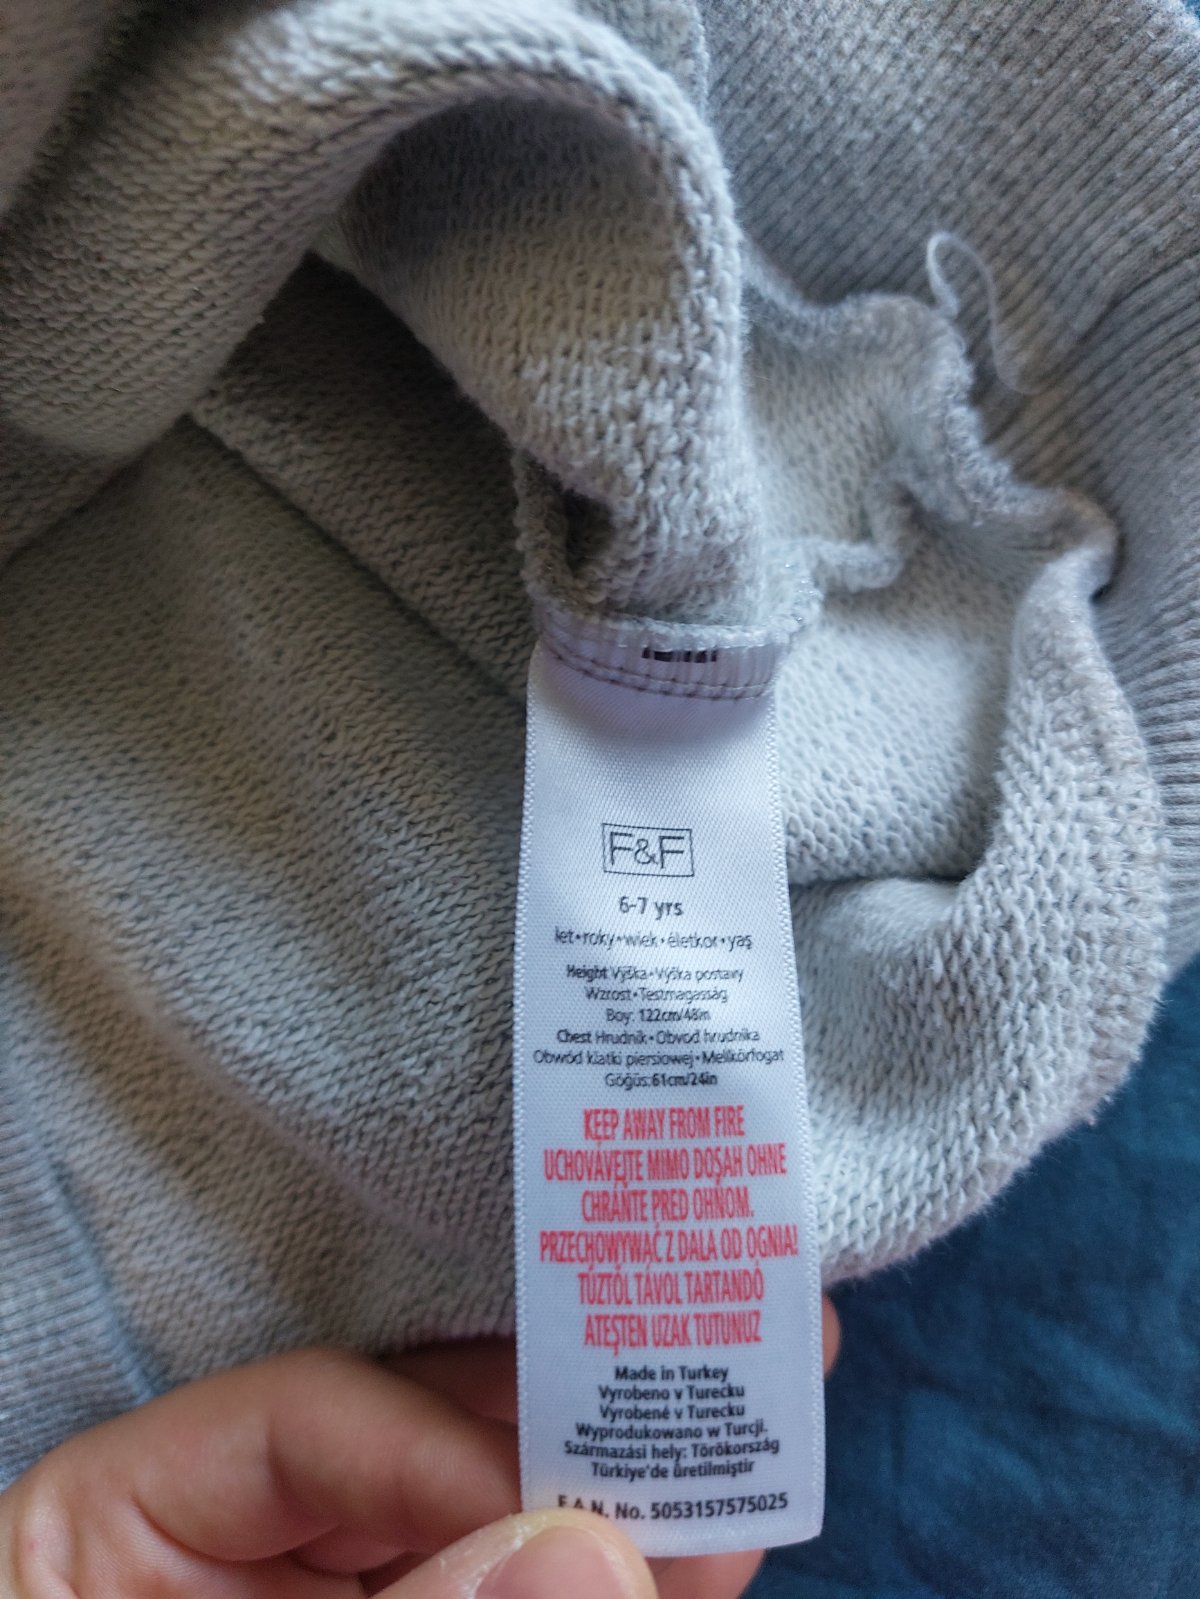 F&F
6-7 yrs
let•roky•wiek•életkor•yaş
Height Výška•Výška postavy
Wzrost•Testmagasság
Boy: 122cm/48in
Chest Hrudník•Obvod hrudníka
Obwód klatki piersiowej•Mellkörfogat
Göğüs:61cm/24in
KEEP AWAY FROM FIRE
UCHOVÁVEJTE MIMO DOSAH OHNE
CHRÁŇTE PRED OHŇOM.
PRZECHOWYWAĆ Z DALA OD OGNIA!
TŰZTŐL TÁVOL TARTANDÓ
ATEŞTEN UZAK TUTUNUZ
Made in Turkey
Vyrobeno v Turecku
Vyrobené v Turecku
Wyprodukowano w Turcji.
Származási hely: Törökország
Türkiye'de üretilmiştir
E.A.N. No. 5053157575025